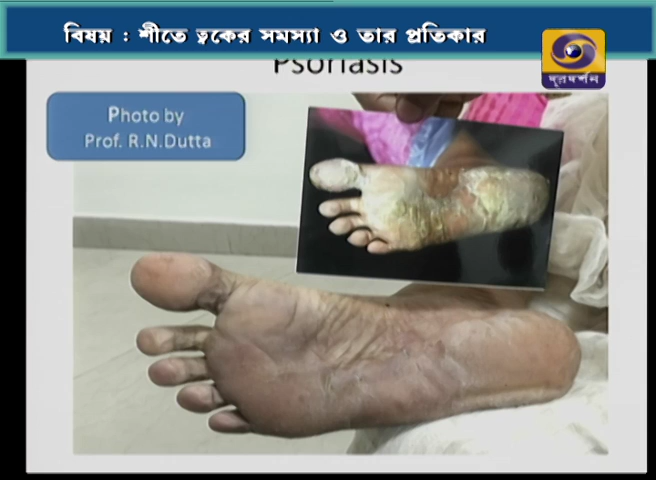 বিষয় : শীতে ত্বকের সমস্যা ও তার প্রতিকার
দূরদর্শন
Psoriasis
Photo by
Prof. R.N.Dutta